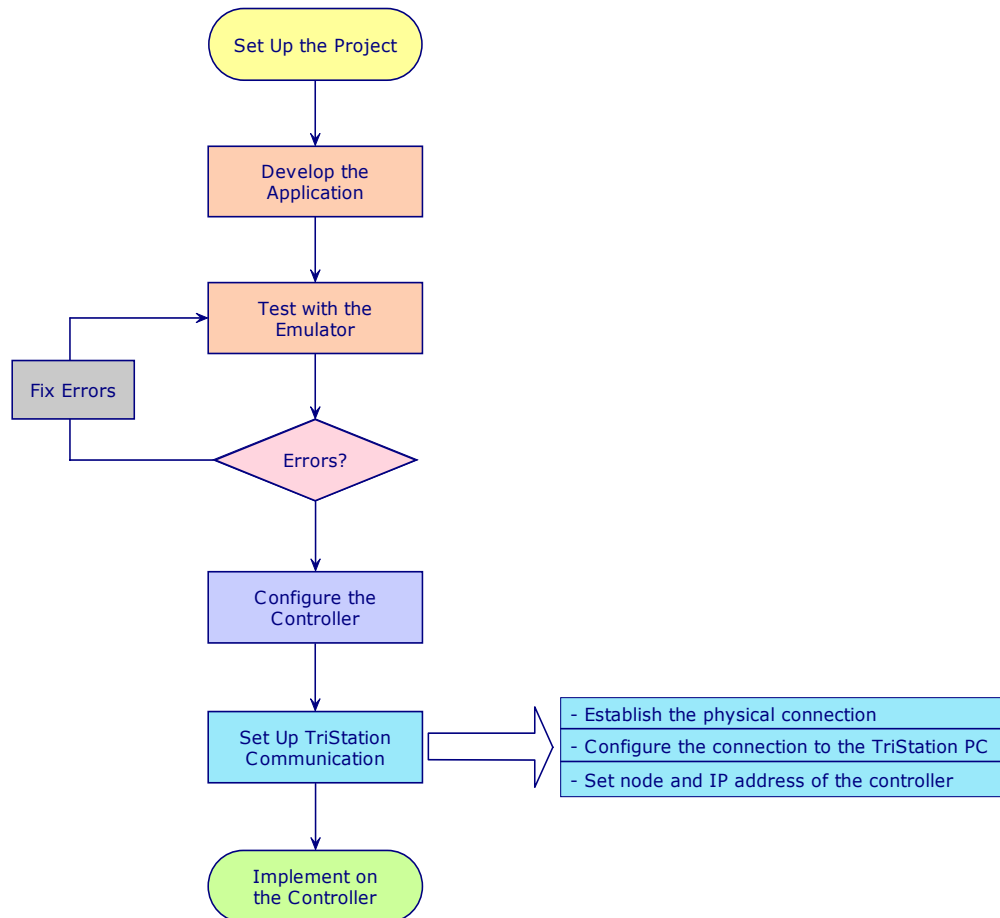 Set Up the Project
Develop the
Application
Test with the
Emulator
Fix Errors
Errors?
Configure the
Controller
Set Up TriStation
Communication
- Establish the physical connection
- Configure the connection to the TriStation PC
- Set node and IP address of the controller
Implement on
the Controller